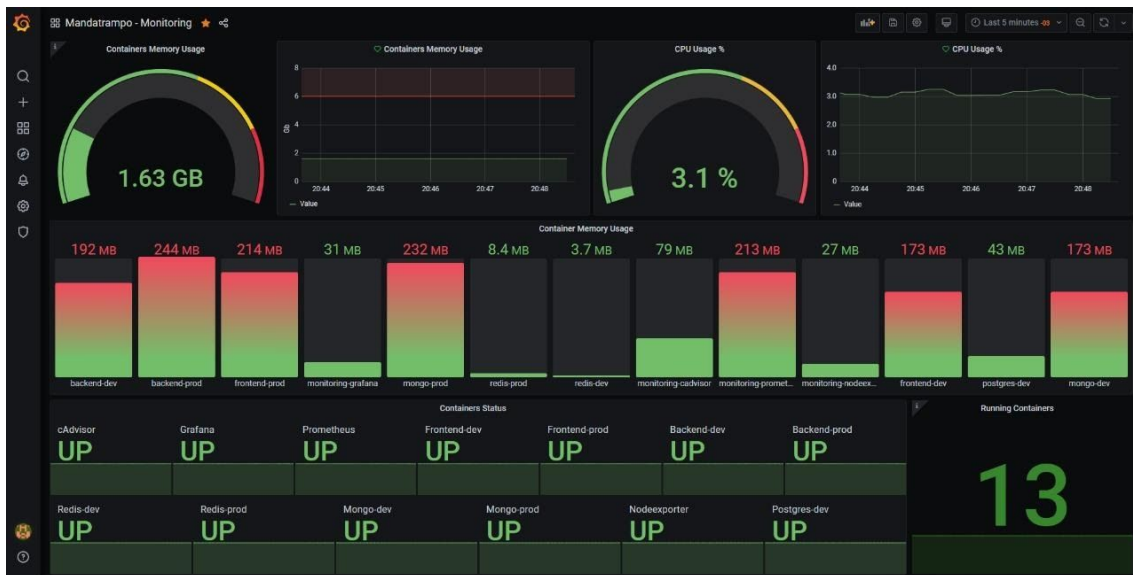 Mandatrampo - Monitoring
Last 5 minutes -03
Containers Memory Usage
1.63 GB
Containers Memory Usage
8
6
4
2
0
GB
20:44 20:45 20:46 20:47 20:48
Value
CPU Usage %
3.1 %
CPU Usage %
4.0
3.0
2.0
1.0
0
20:44 20:45 20:46 20:47 20:48
Value
Container Memory Usage
192 MB 244 MB 214 MB 31 MB 232 MB 8.4 MB 3.7 MB 79 MB 213 MB 27 MB 173 MB 43 MB 173 MB
backend-dev backend-prod frontend-prod monitoring-grafana mongo-prod redis-prod redis-dev monitoring-cadvisor monitoring-promet... monitoring-nodeex... frontend-dev postgres-dev mongo-dev
Containers Status
cAdvisor Grafana Prometheus Frontend-dev Frontend-prod Backend-dev Backend-prod
UP UP UP UP UP UP UP
Redis-dev Redis-prod Mongo-dev Mongo-prod Nodeexporter Postgres-dev
UP UP UP UP UP UP
Running Containers
13